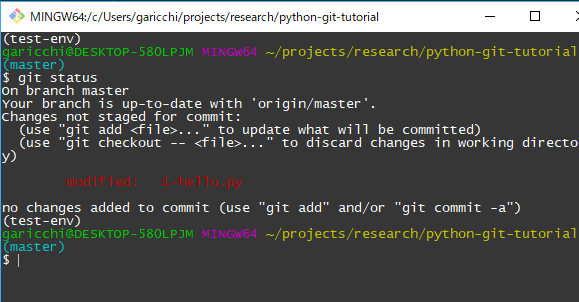 MINGW64:/c/Users/garicchi/projects/research/python-git-tutorial
(test-env)
garicchi@DESKTOP-580LPJM MINGW64 ~/projects/research/python-git-tutorial
(master)
$ git status
On branch master
Your branch is up-to-date with 'origin/master'.
Changes not staged for commit:
  (use "git add <file>..." to update what will be committed)
  (use "git checkout -- <file>..." to discard changes in working directo
y)
        modified:   1-hello.py
no changes added to commit (use "git add" and/or "git commit -a")
(test-env)
garicchi@DESKTOP-580LPJM MINGW64 ~/projects/research/python-git-tutorial
(master)
$